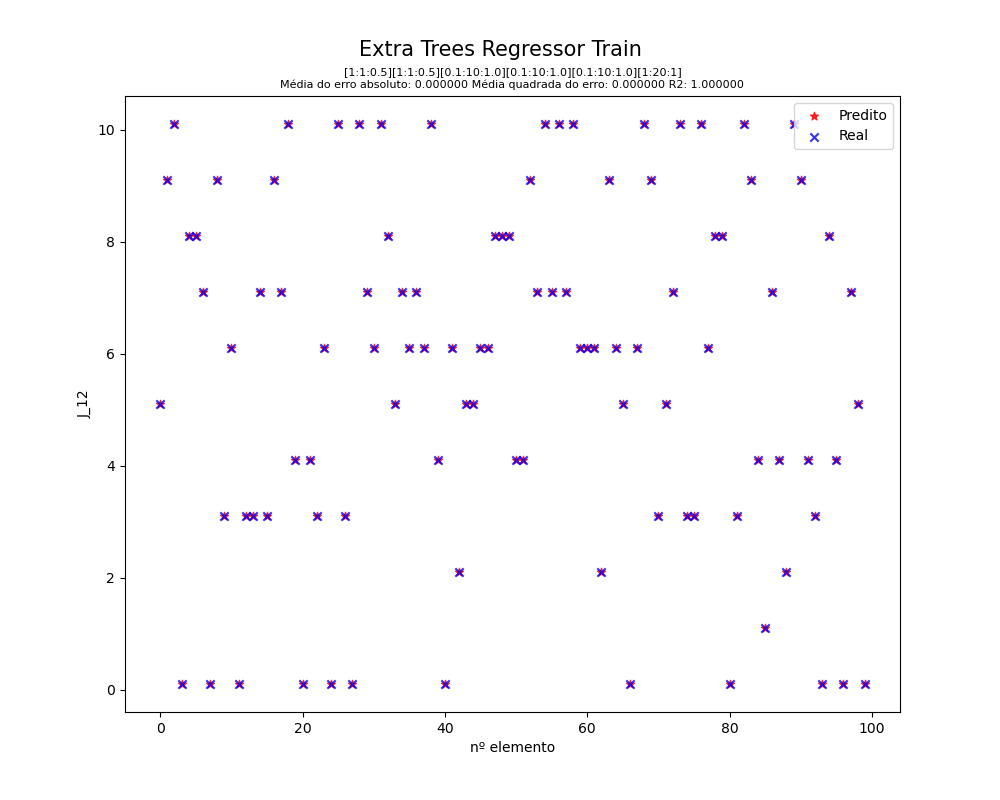 Extra Trees Regressor Train
[1:1:0.5][1:1:0.5][0.1:10:1.0][0.1:10:1.0][0.1:10:1.0][1:20:1]
Média do erro absoluto: 0.000000 Média quadrada do erro: 0.000000 R2: 1.000000
Predito
Real
10
8
6
4
2
0
J_12
0 20 40 60 80 100
nº elemento